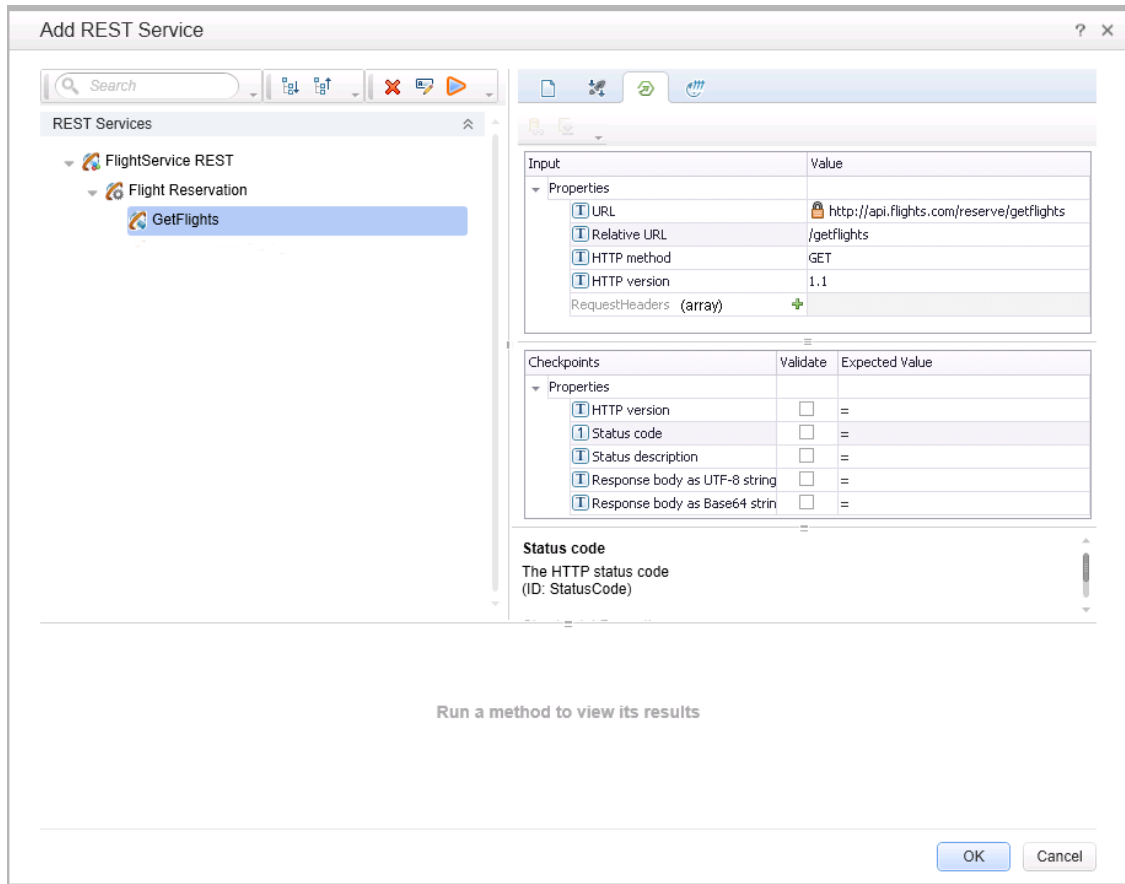 Add REST Service
? ×
Search
REST Services
FlightService REST
Flight Reservation
GetFlights
Input Value
Properties
T URL http://api.flights.com/reserve/getflights
T Relative URL /getflights
T HTTP method GET
T HTTP version 1.1
RequestHeaders (array)
Checkpoints Validate Expected Value
Properties
T HTTP version =
1 Status code =
T Status description =
T Response body as UTF-8 string =
T Response body as Base64 strin =
Status code
The HTTP status code
(ID: StatusCode)
Run a method to view its results
OK Cancel